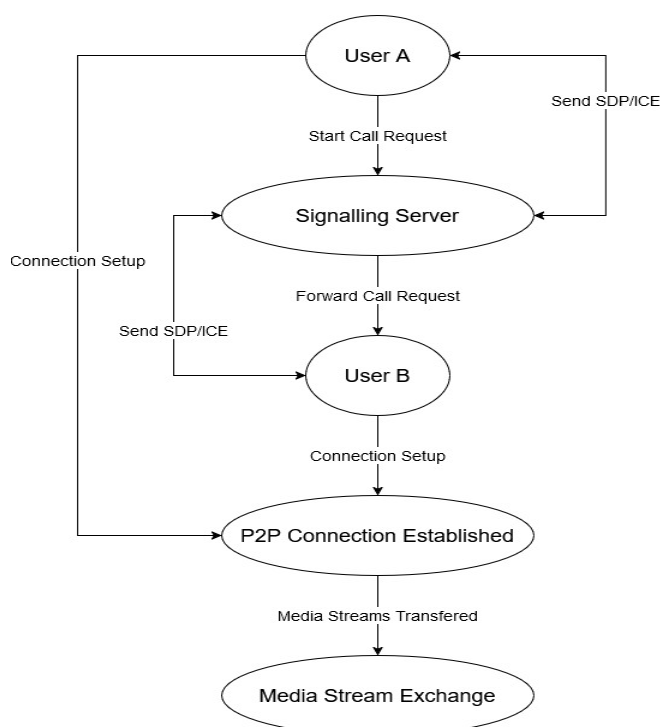 User A
Send SDP/ICE
Start Call Request
Signalling Server
Connection Setup
Forward Call Request
Send SDP/ICE
User B
Connection Setup
P2P Connection Established
Media Streams Transfered
Media Stream Exchange